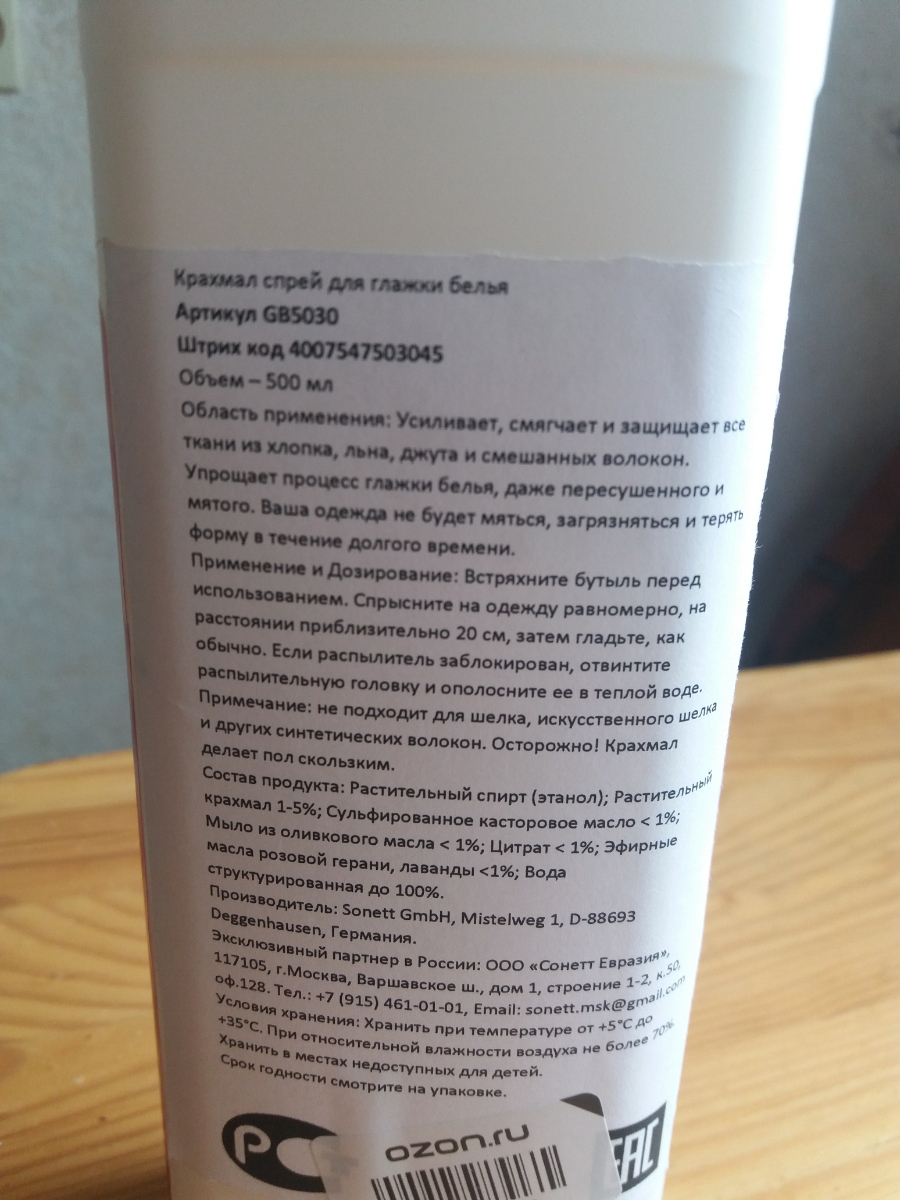 Крахмал спрей для глажки белья
Артикул GB5030
Штрих код 4007547503045
Объем – 500 мл
Область применения: Усиливает, смягчает и защищает все
ткани из хлопка, льна, джута и смешанных волокон.
Упрощает процесс глажки белья, даже пересушенного и
мятого. Ваша одежда не будет мяться, загрязняться и терять
форму в течение долгого времени.
Применение и Дозирование: Встряхните бутыль перед
использованием. Спрысните на одежду равномерно, на
расстоянии приблизительно 20 см, затем гладьте, как
обычно. Если распылитель заблокирован, отвинтите
распылительную головку и ополосните ее в теплой воде.
Примечание: не подходит для шелка, искусственного шелка
и других синтетических волокон. Осторожно! Крахмал
делает пол скользким.
Состав продукта: Растительный спирт (этанол); Растительный
крахмал 1-5%; Сульфированное касторовое масло < 1%;
Мыло из оливкового масла < 1%; Цитрат < 1%; Эфирные
масла розовой герани, лаванды <1%; Вода
структурированная до 100%.
Производитель: Sonett GmbH, Mistelweg 1, D-88693
Deggenhausen, Германия.
Эксклюзивный партнер в России: ООО «Сонетт Евразия»,
117105, г.Москва, Варшавское ш., дом 1, строение 1-2, к.50,
оф.128. Тел.: +7 (915) 461-01-01, Email: sonett.msk@gmail.com
Условия хранения: Хранить при температуре от +5°C до
+35°C. При относительной влажности воздуха не более 70%
Хранить в местах недоступных для детей.
Срок годности смотрите на упаковке.
ozon.ru
EAC